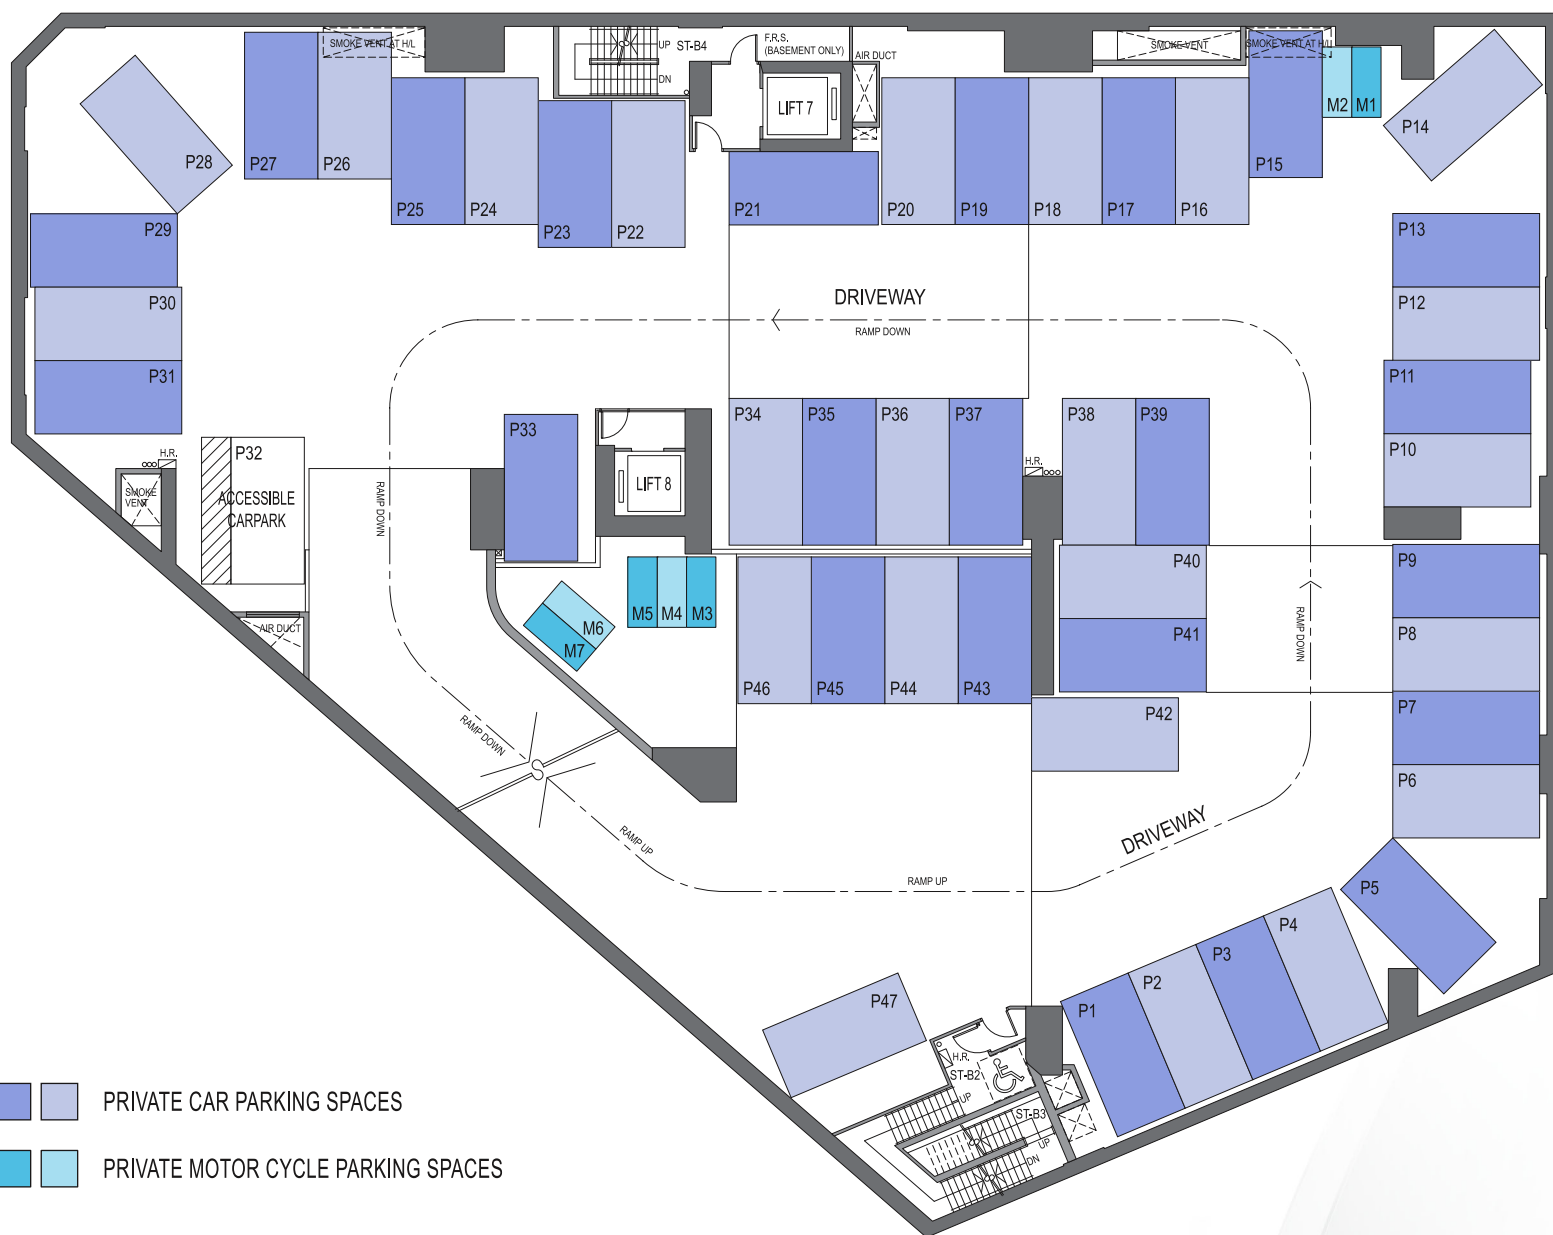 SMOKE VENT AT H/L
UP
ST-B4
DN
F.R.S.
(BASEMENT ONLY)
AIR DUCT
LIFT 7
SMOKE VENT
SMOKE VENT AT H/L
M2
M1
P14
P28
P27
P26
P25
P24
P23
P22
P21
P20
P19
P18
P17
P16
P15
P29
P30
P31
P13
P12
P11
P10
DRIVEWAY
RAMP DOWN
P32
ACCESSIBLE
CARPARK
H.R.
SMOKE
VENT
AIR DUCT
RAMP DOWN
P33
LIFT 8
P34
P35
P36
P37
H.R.
P38
P39
P40
P41
P42
P9
P8
P7
P6
RAMP DOWN
M5
M4
M3
M6
M7
P46
P45
P44
P43
RAMP DOWN
S
RAMP UP
RAMP UP
DRIVEWAY
P5
P4
P3
P2
P1
P47
H.R.
ST-B2
UP
ST-B3
UP
DN
PRIVATE CAR PARKING SPACES
PRIVATE MOTOR CYCLE PARKING SPACES